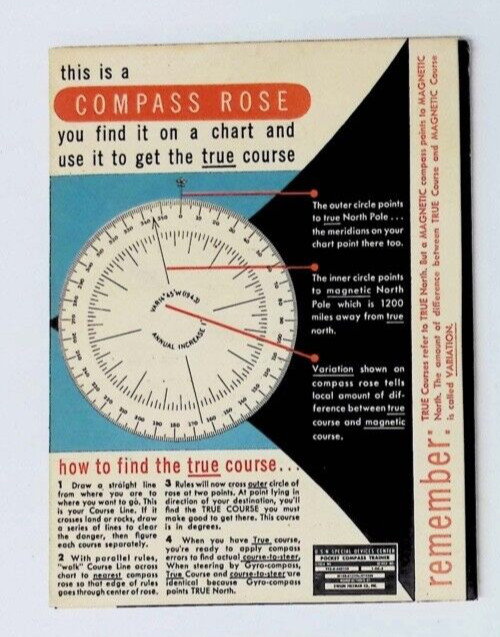 this is a
COMPASS ROSE
you find it on a chart and
use it to get the true course
The outer circle points
to true North Pole . . .
the meridians on your
chart point there too.
The inner circle points
to magnetic North
Pole which is 1200
miles away from true
north.
Variation shown on
compass rose tells
local amount of dif-
ference between true
course and magnetic
course.
VAR 14°45'W (1942)
ANNUAL INCREASE
how to find the true course...
1 Draw a straight line
from where you are to
where you want to go. This
is your Course Line. If it
crosses land or rocks, draw
a series of lines to clear
the danger, then figure
each course separately.
2 With parallel rules,
"walk" Course Line across
chart to nearest compass
rose so that edge of rules
goes through center of rose.
3 Rules will now cross outer circle of
rose at two points. At point lying in
direction of your destination, you'll
find the TRUE COURSE you must
make good to get there. This course
is in degrees.
4 When you have True course,
you're ready to apply compass
errors to find actual course-to-steer.
When steering by Gyro-compass,
True Course and course-to-steer are
identical because Gyro-compass
points TRUE North.
U S N SPECIAL DEVICES CENTER
POCKET COMPASS TRAINER
remember:
TRUE Courses refer to TRUE North. But a MAGNETIC compass points to MAGNETIC
North. The amount of difference between TRUE Course and MAGNETIC Course
is called VARIATION.